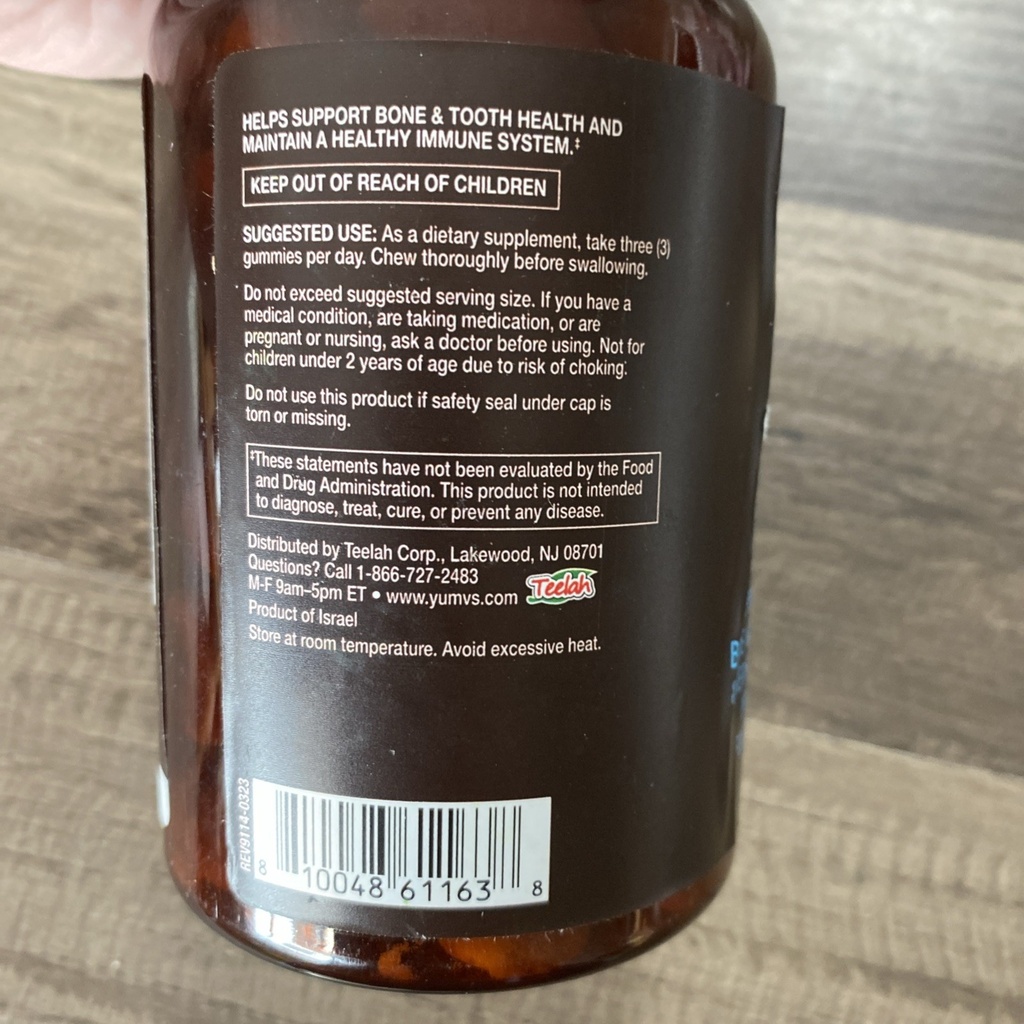 HELPS SUPPORT BONE & TOOTH HEALTH AND
MAINTAIN A HEALTHY IMMUNE SYSTEM.‡
KEEP OUT OF REACH OF CHILDREN
SUGGESTED USE: As a dietary supplement, take three (3)
gummies per day. Chew thoroughly before swallowing.
Do not exceed suggested serving size. If you have a
medical condition, are taking medication, or are
pregnant or nursing, ask a doctor before using. Not for
children under 2 years of age due to risk of choking.
Do not use this product if safety seal under cap is
torn or missing.
‡These statements have not been evaluated by the Food
and Drug Administration. This product is not intended
to diagnose, treat, cure, or prevent any disease.
Distributed by Teelah Corp., Lakewood, NJ 08701
Questions? Call 1-866-727-2483
M-F 9am–5pm ET • www.yumvs.com
Teelah
Product of Israel
Store at room temperature. Avoid excessive heat.
REV9114-0323
8 10048 61163 8